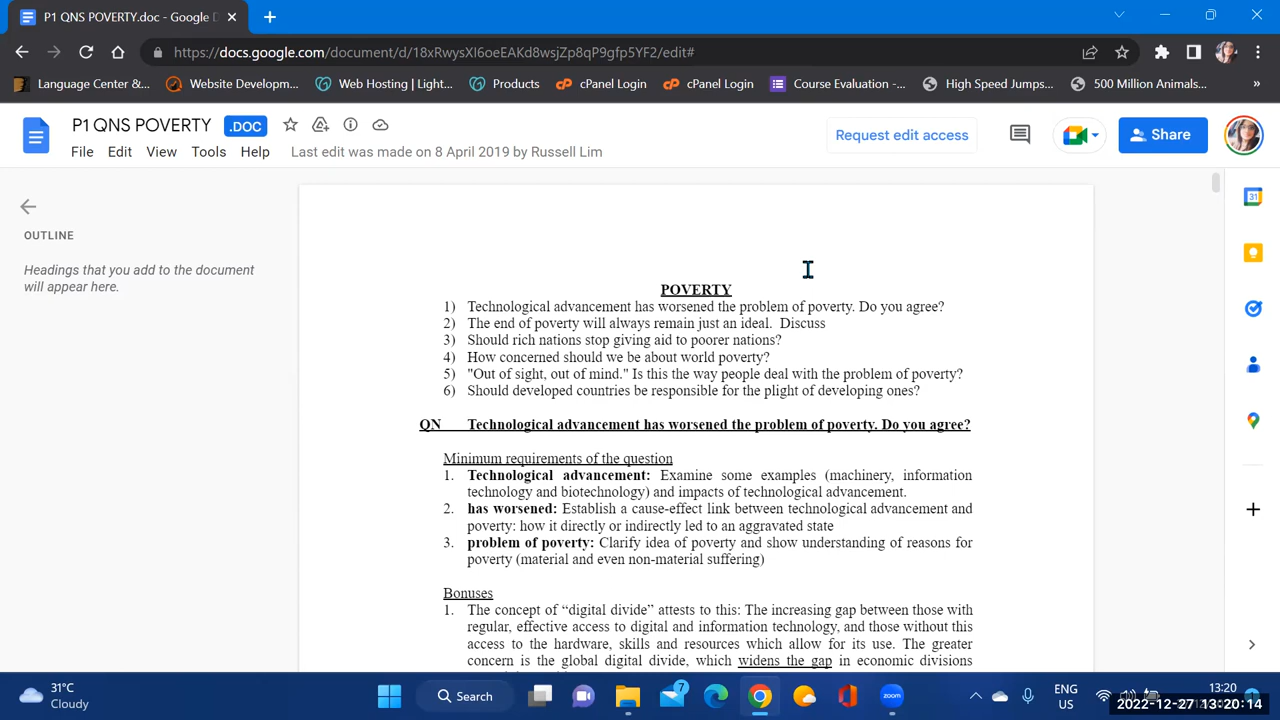 P1 QNS POVERTY.doc - Google D
https://docs.google.com/document/d/18xRwysXl6oeEAKd8wsjZp8qP9gfp5YF2/edit#
Language Center &... Website Developm... Web Hosting | Light... Products cPanel Login cPanel Login Course Evaluation -... High Speed Jumps... 500 Million Animals... »
P1 QNS POVERTY .DOC
Request edit access
Share
File Edit View Tools Help Last edit was made on 8 April 2019 by Russell Lim
31
OUTLINE
Headings that you add to the document
will appear here.
POVERTY
1) Technological advancement has worsened the problem of poverty. Do you agree?
2) The end of poverty will always remain just an ideal. Discuss
3) Should rich nations stop giving aid to poorer nations?
4) How concerned should we be about world poverty?
5) "Out of sight, out of mind." Is this the way people deal with the problem of poverty?
6) Should developed countries be responsible for the plight of developing ones?
QN Technological advancement has worsened the problem of poverty. Do you agree?
Minimum requirements of the question
1. Technological advancement: Examine some examples (machinery, information
technology and biotechnology) and impacts of technological advancement.
2. has worsened: Establish a cause-effect link between technological advancement and
poverty: how it directly or indirectly led to an aggravated state
3. problem of poverty: Clarify idea of poverty and show understanding of reasons for
poverty (material and even non-material suffering)
Bonuses
1. The concept of “digital divide” attests to this: The increasing gap between those with
regular, effective access to digital and information technology, and those without this
access to the hardware, skills and resources which allow for its use. The greater
concern is the global digital divide, which widens the gap in economic divisions
31°C
Cloudy
Search
7
zoom
ENG
US
13:20
2022-12-27 13:20:14